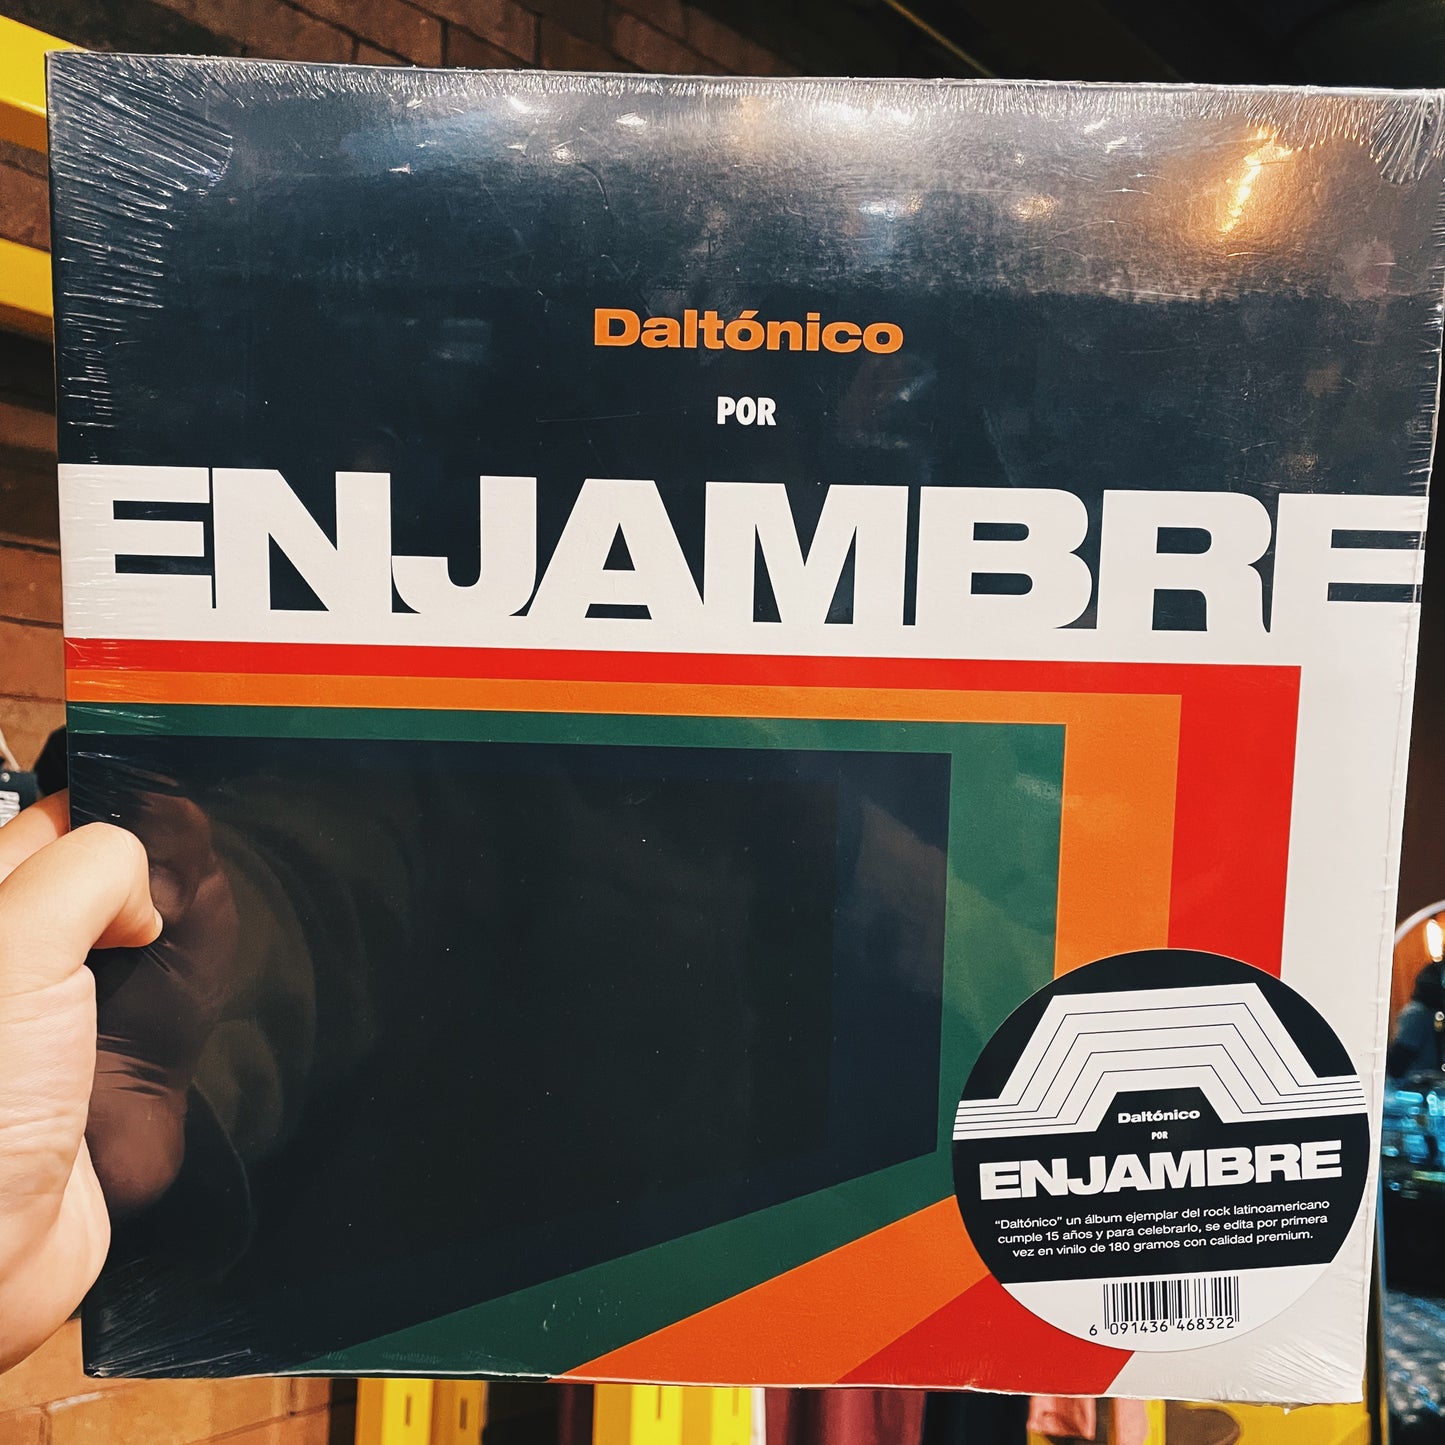 Daltónico
POR
ENJAMBRE
Daltónico
POR
ENJAMBRE
“Daltónico” un álbum ejemplar del rock latinoamericano
cumple 15 años y para celebrarlo, se edita por primera
vez en vinilo de 180 gramos con calidad premium.
6 091436 468322